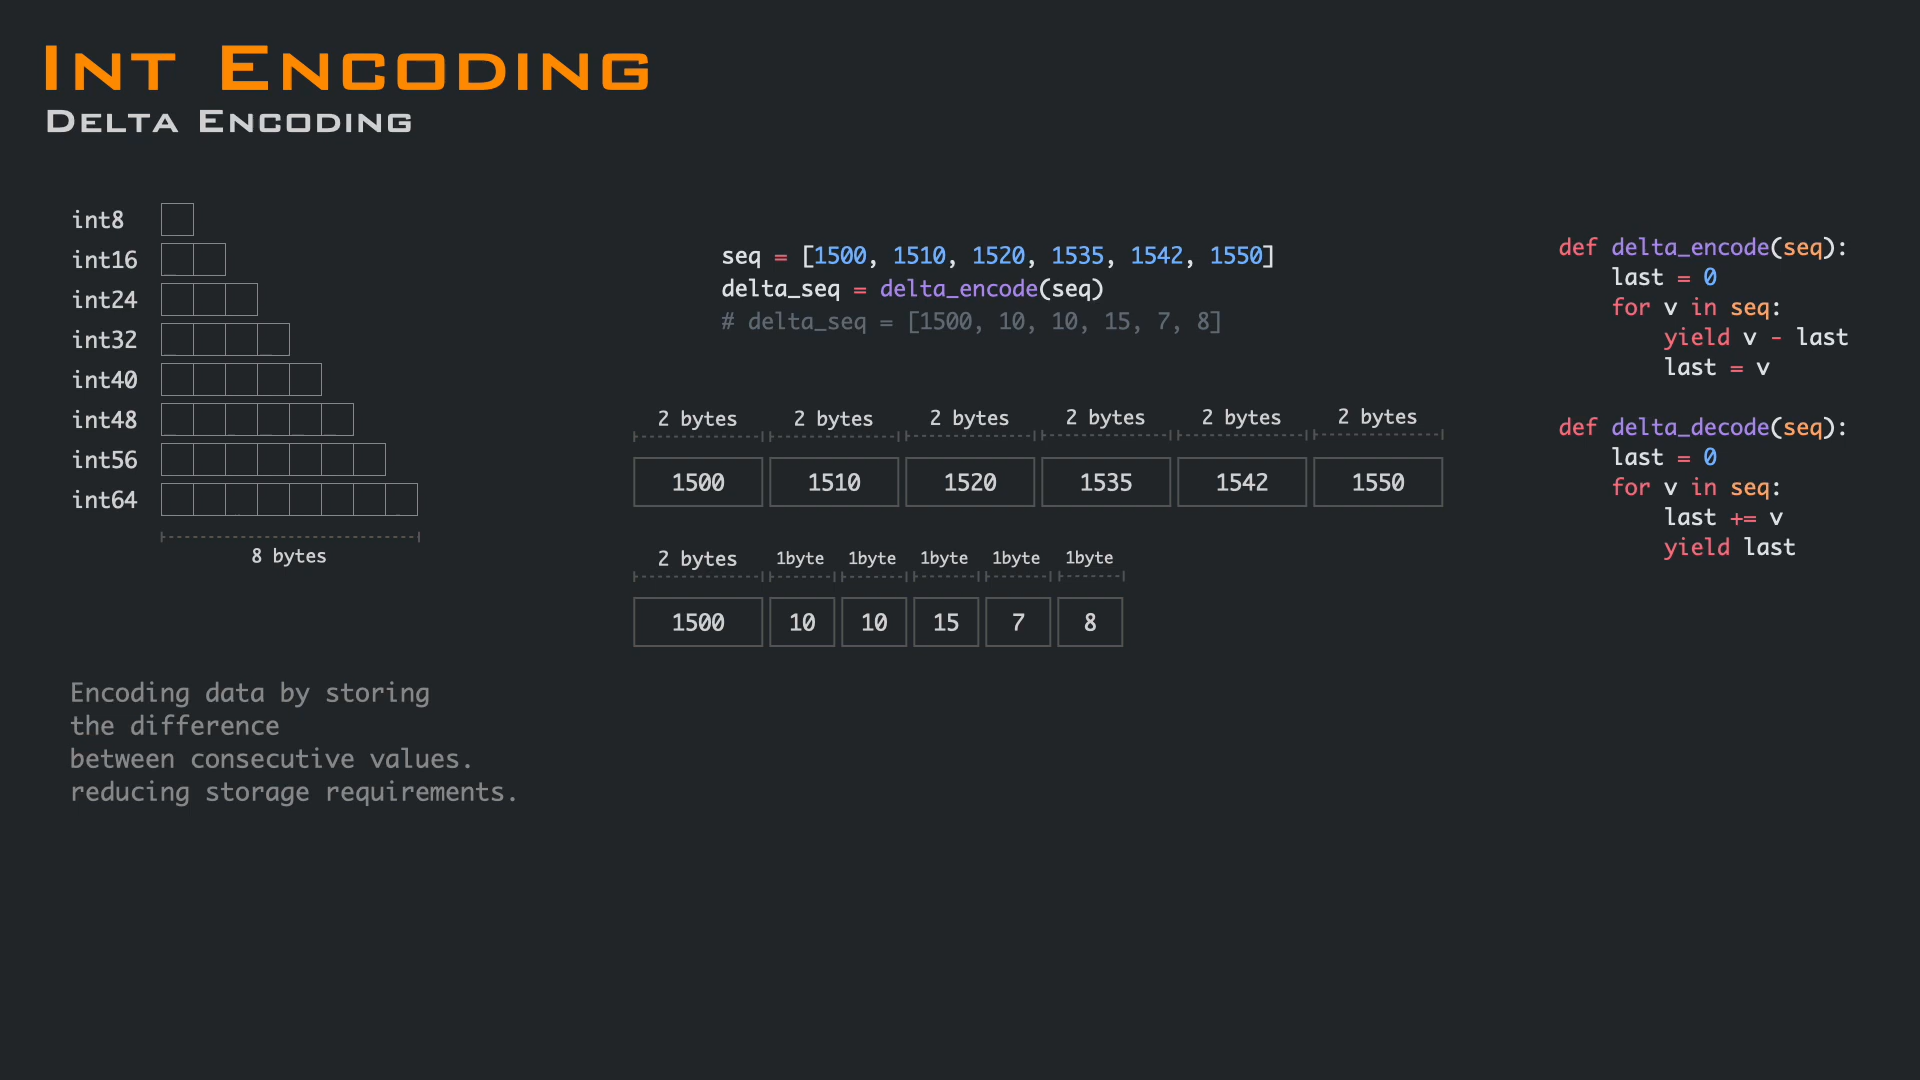 INT ENCODING
DELTA ENCODING
int8
int16
int24
int32
int40
int48
int56
int64
8 bytes
Encoding data by storing
the difference
between consecutive values.
reducing storage requirements.
seq = [1500, 1510, 1520, 1535, 1542, 1550]
delta_seq = delta_encode(seq)
# delta_seq = [1500, 10, 10, 15, 7, 8]
2 bytes 2 bytes 2 bytes 2 bytes 2 bytes 2 bytes
1500 1510 1520 1535 1542 1550
2 bytes 1byte 1byte 1byte 1byte 1byte
1500 10 10 15 7 8
def delta_encode(seq):
    last = 0
    for v in seq:
        yield v - last
        last = v
def delta_decode(seq):
    last = 0
    for v in seq:
        last += v
        yield last